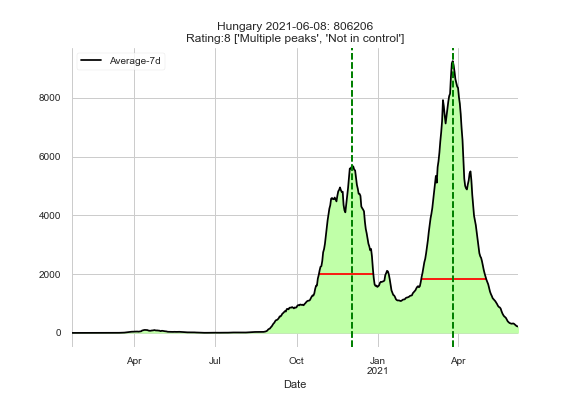 Hungary 2021-06-08: 806206
Rating:8 ['Multiple peaks', 'Not in control']
Average-7d
8000
6000
4000
2000
0
Apr
Jul
Oct
Jan
2021
Apr
Date